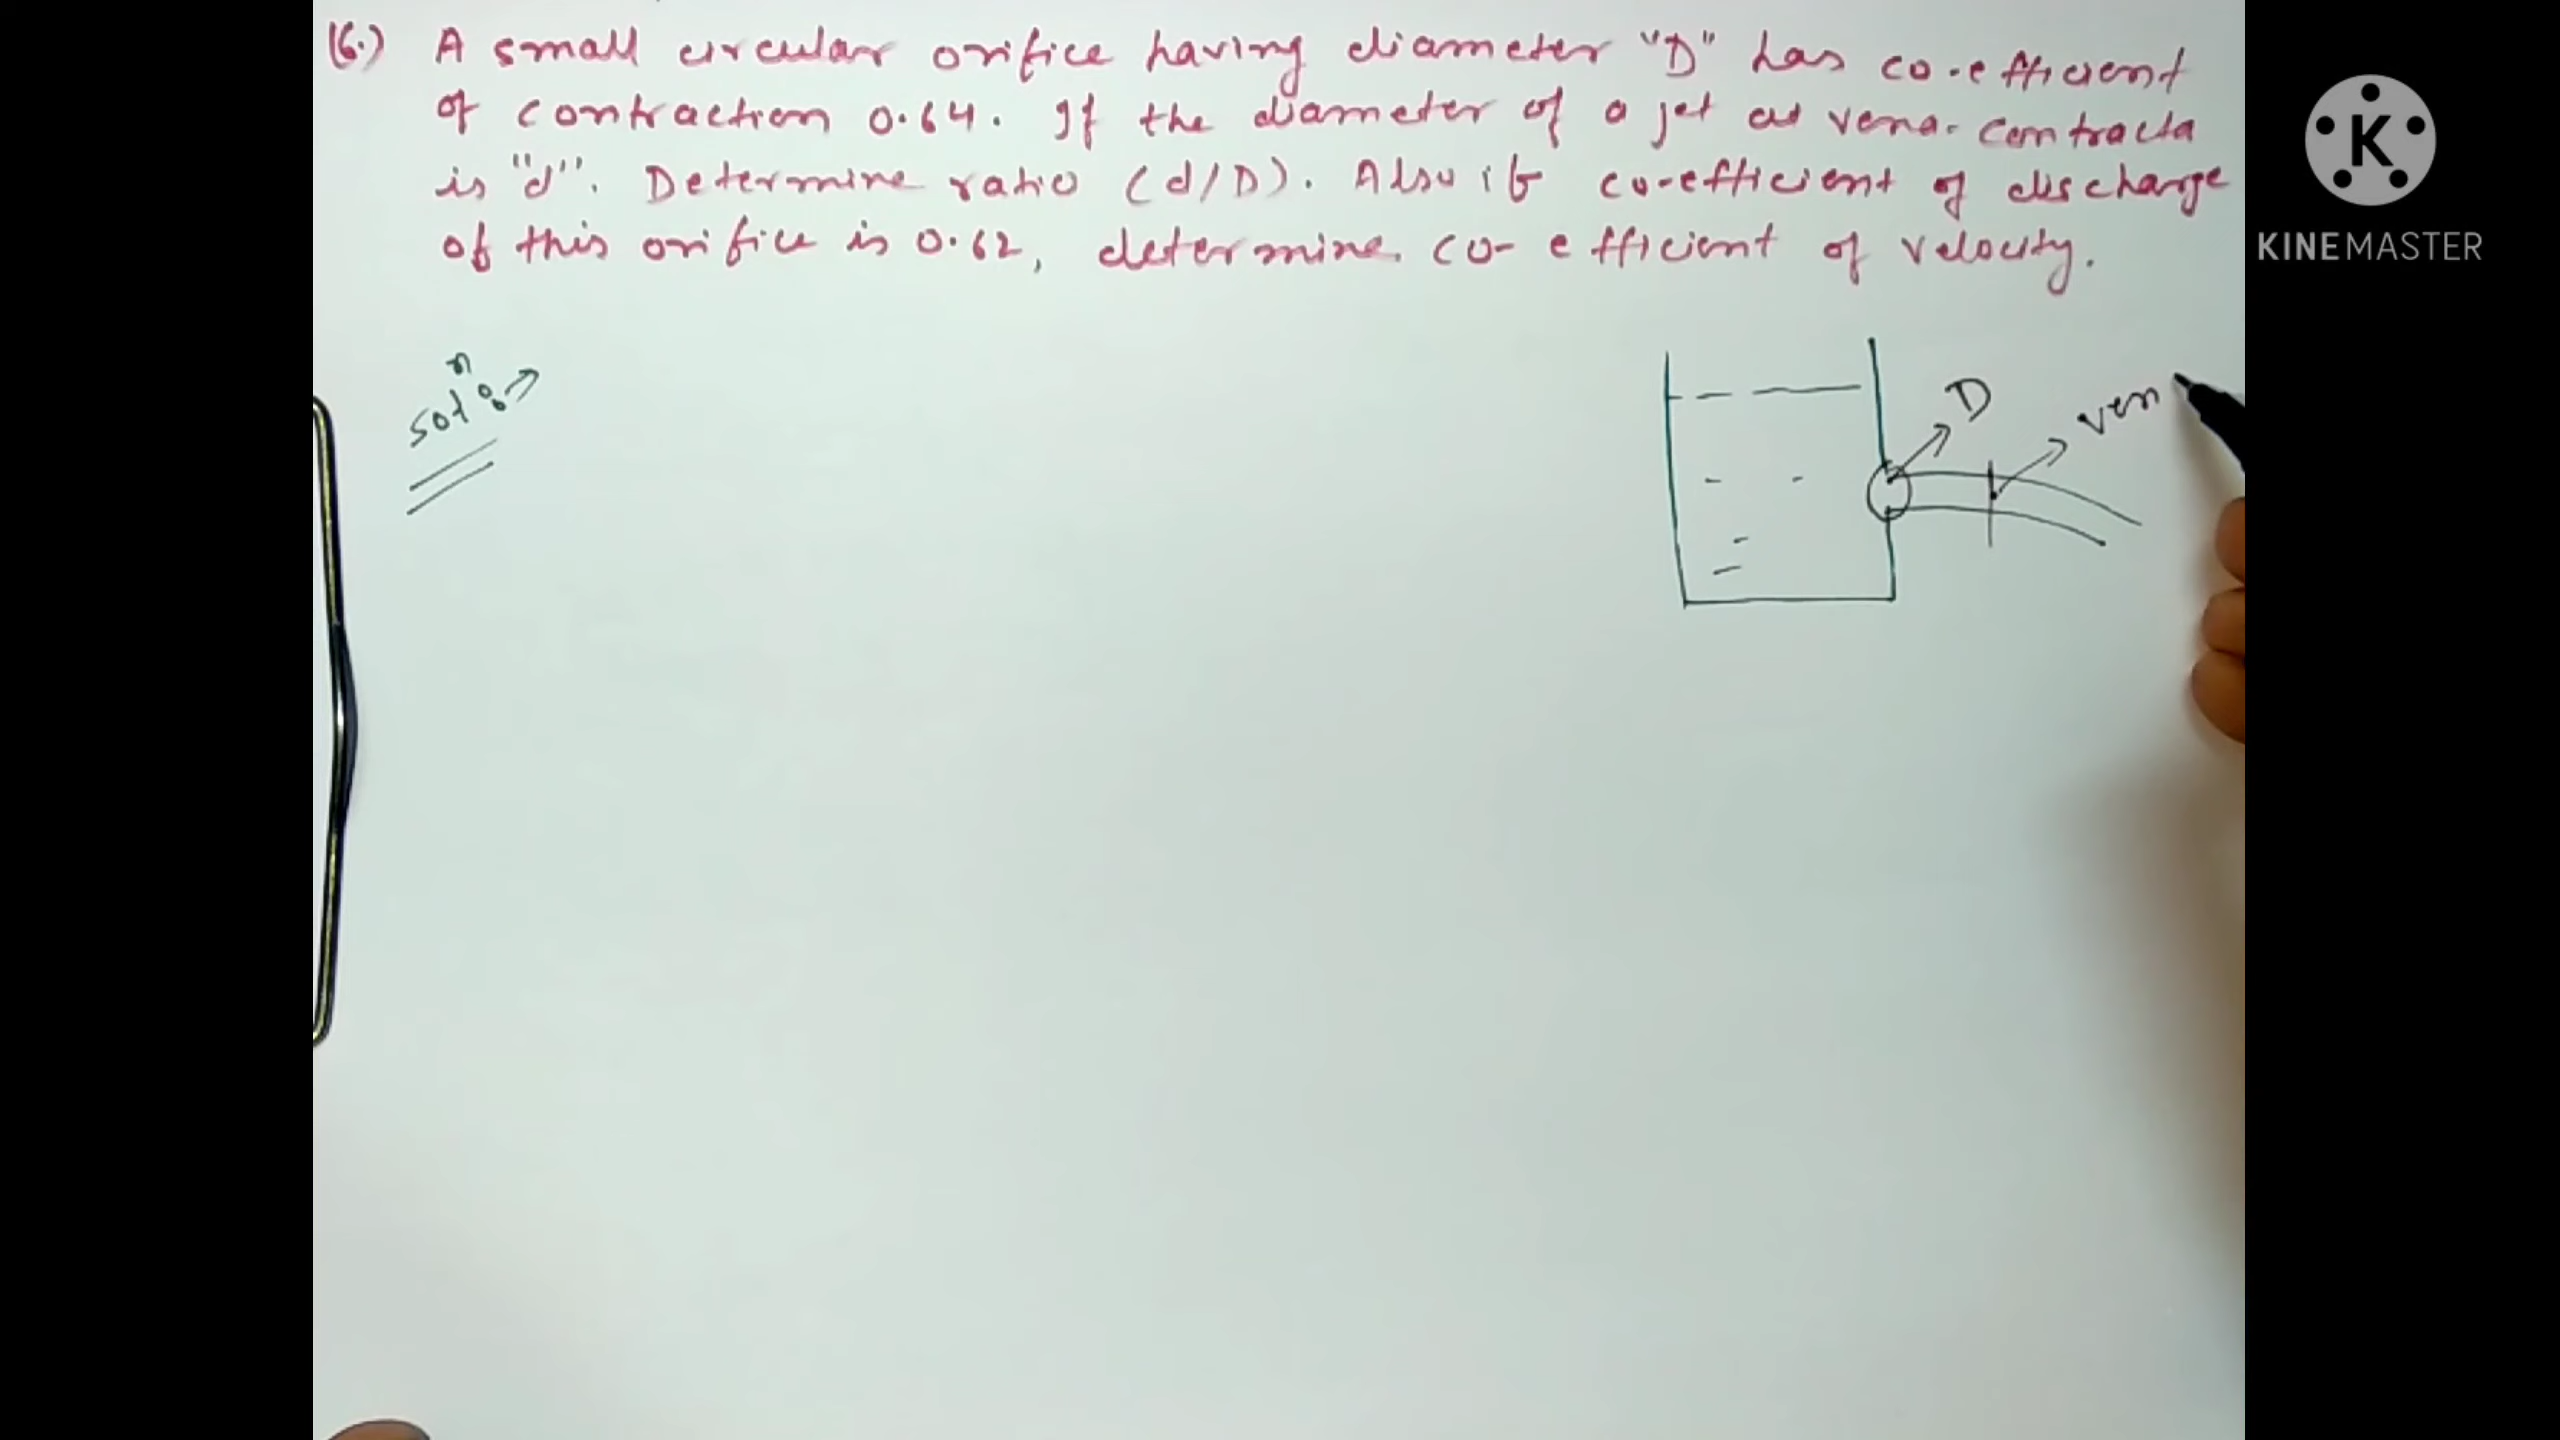 (6.) A small circular orifice having diameter "D" has co-efficient
of contraction 0.64. If the diameter of a jet at vena-contracta
is "d". Determine ratio (d/D). Also if co-efficient of discharge
of this orifice is 0.62, determine. co-efficient of velocity.
K
KINEMASTER
solⁿ:→
D
ven